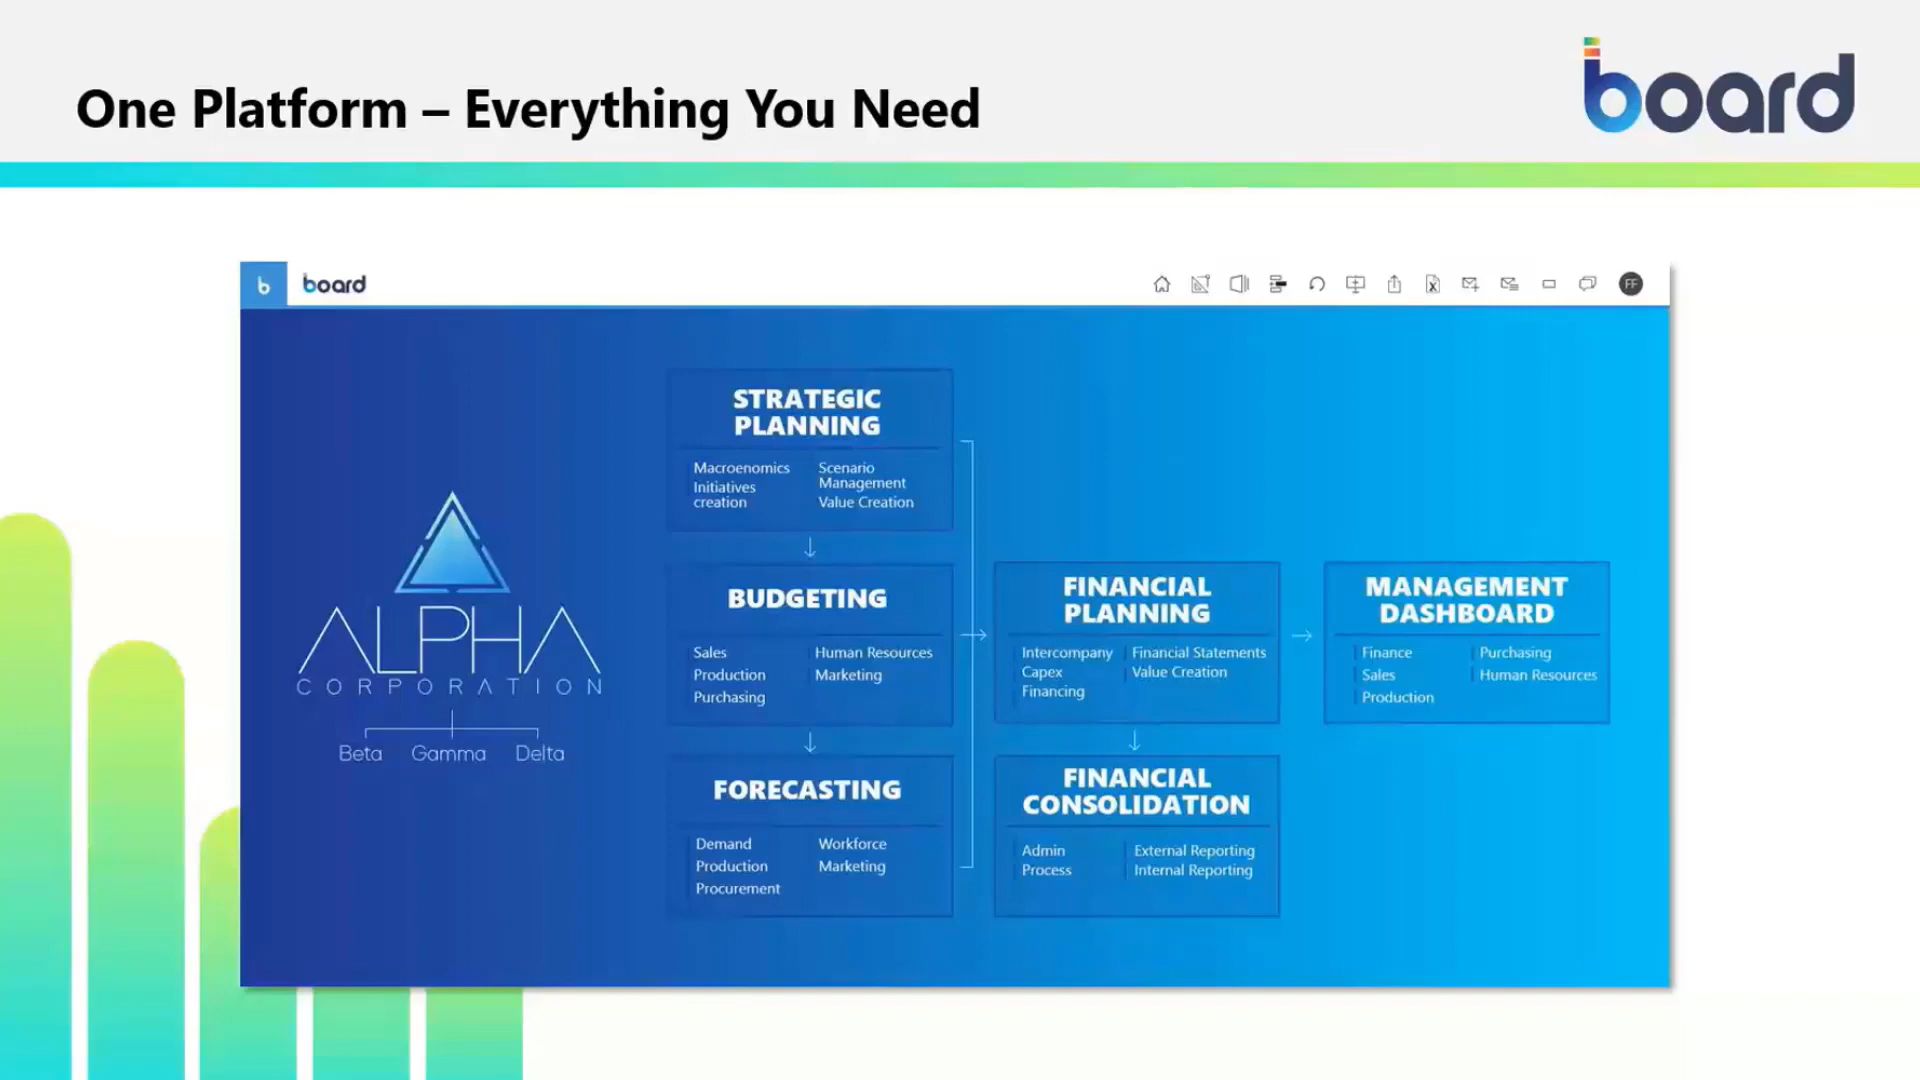 One Platform – Everything You Need
board
b
board
FF
ALPHA
CORPORATION
Beta Gamma Delta
STRATEGIC
PLANNING
Macroenomics
Initiatives
creation
Scenario
Management
Value Creation
BUDGETING
Sales
Production
Purchasing
Human Resources
Marketing
FORECASTING
Demand
Production
Procurement
Workforce
Marketing
FINANCIAL
PLANNING
Intercompany
Capex
Financing
Financial Statements
Value Creation
FINANCIAL
CONSOLIDATION
Admin
Process
External Reporting
Internal Reporting
MANAGEMENT
DASHBOARD
Finance
Sales
Production
Purchasing
Human Resources